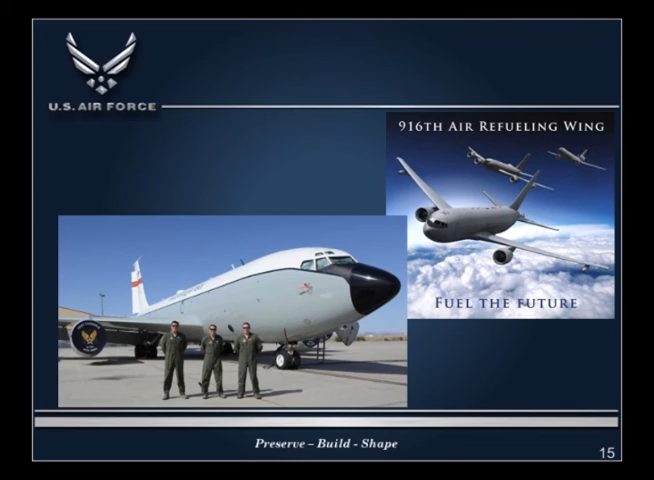 U.S. AIR FORCE
916TH AIR REFUELING WING
FUEL THE FUTURE
Preserve – Build - Shape
15